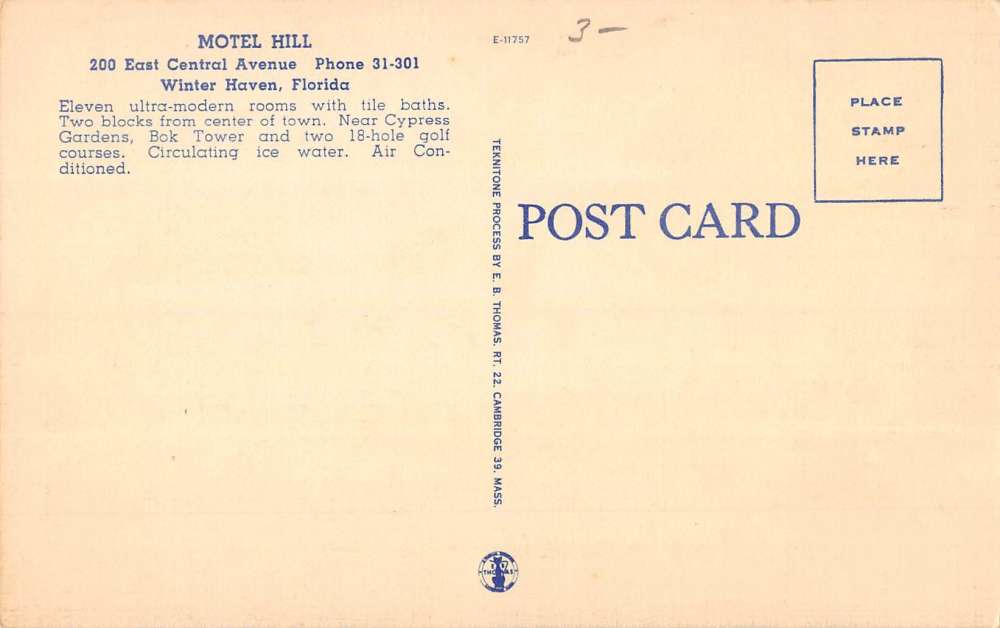 MOTEL HILL
200 East Central Avenue Phone 31-301
Winter Haven, Florida
Eleven ultra-modern rooms with tile baths.
Two blocks from center of town. Near Cypress
Gardens, Bok Tower and two 18-hole golf
courses. Circulating ice water. Air Con-
ditioned.
E-11757
3 –
TEKNITONE PROCESS BY E. B. THOMAS. RT. 22. CAMBRIDGE 39. MASS.
PLACE
STAMP
HERE
POST CARD
THOMAS